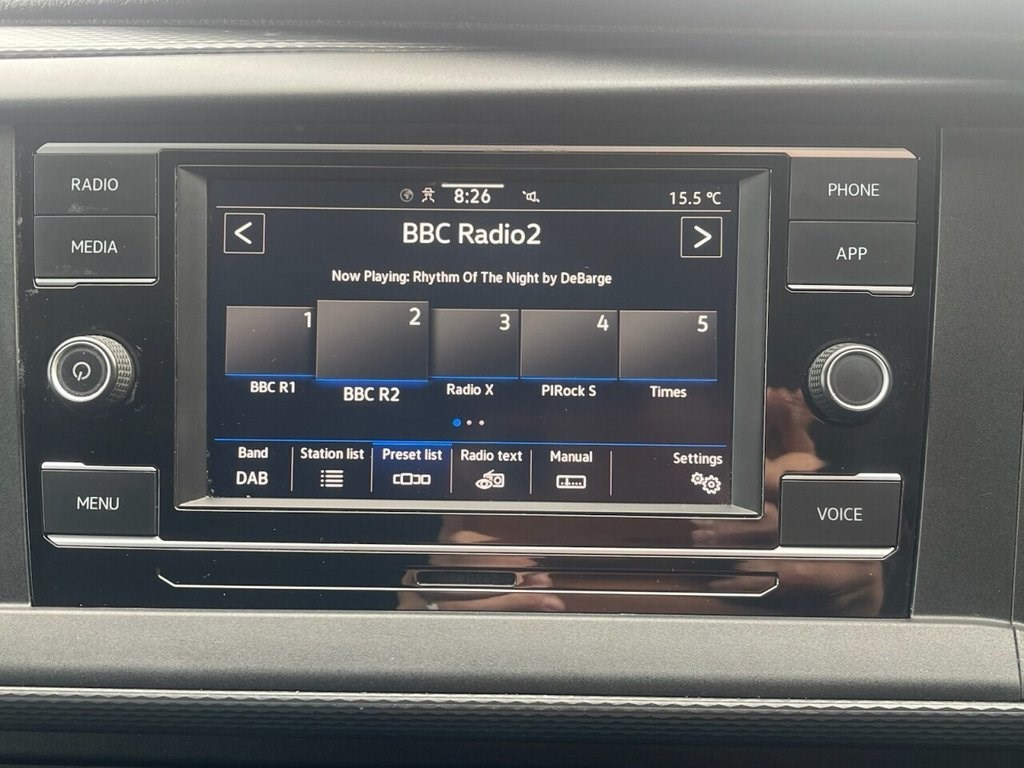 RADIO
MEDIA
MENU
8:26
15.5 °C
<
BBC Radio2
>
Now Playing: Rhythm Of The Night by DeBarge
1
2
3
4
5
BBC R1
BBC R2
Radio X
PlRock S
Times
Band
DAB
Station list
Preset list
Radio text
Manual
Settings
PHONE
APP
VOICE